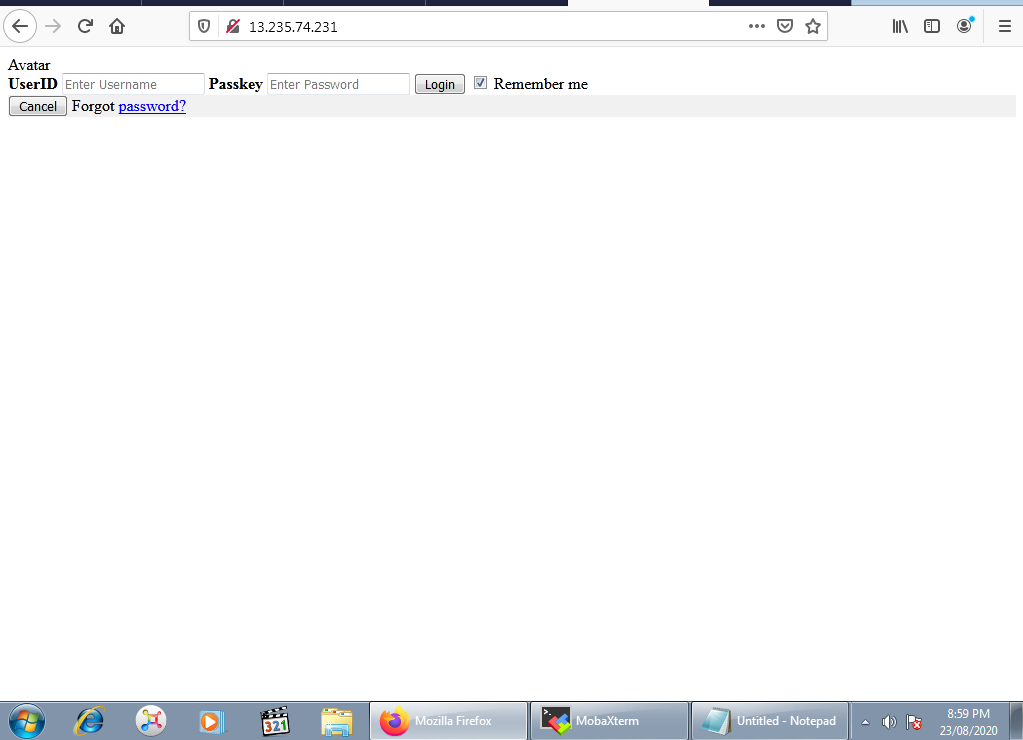 13.235.74.231
Avatar
UserID Enter Username Passkey Enter Password Login Remember me
Cancel Forgot password?
321
Mozilla Firefox MobaXterm Untitled - Notepad 8:59 PM
23/08/2020